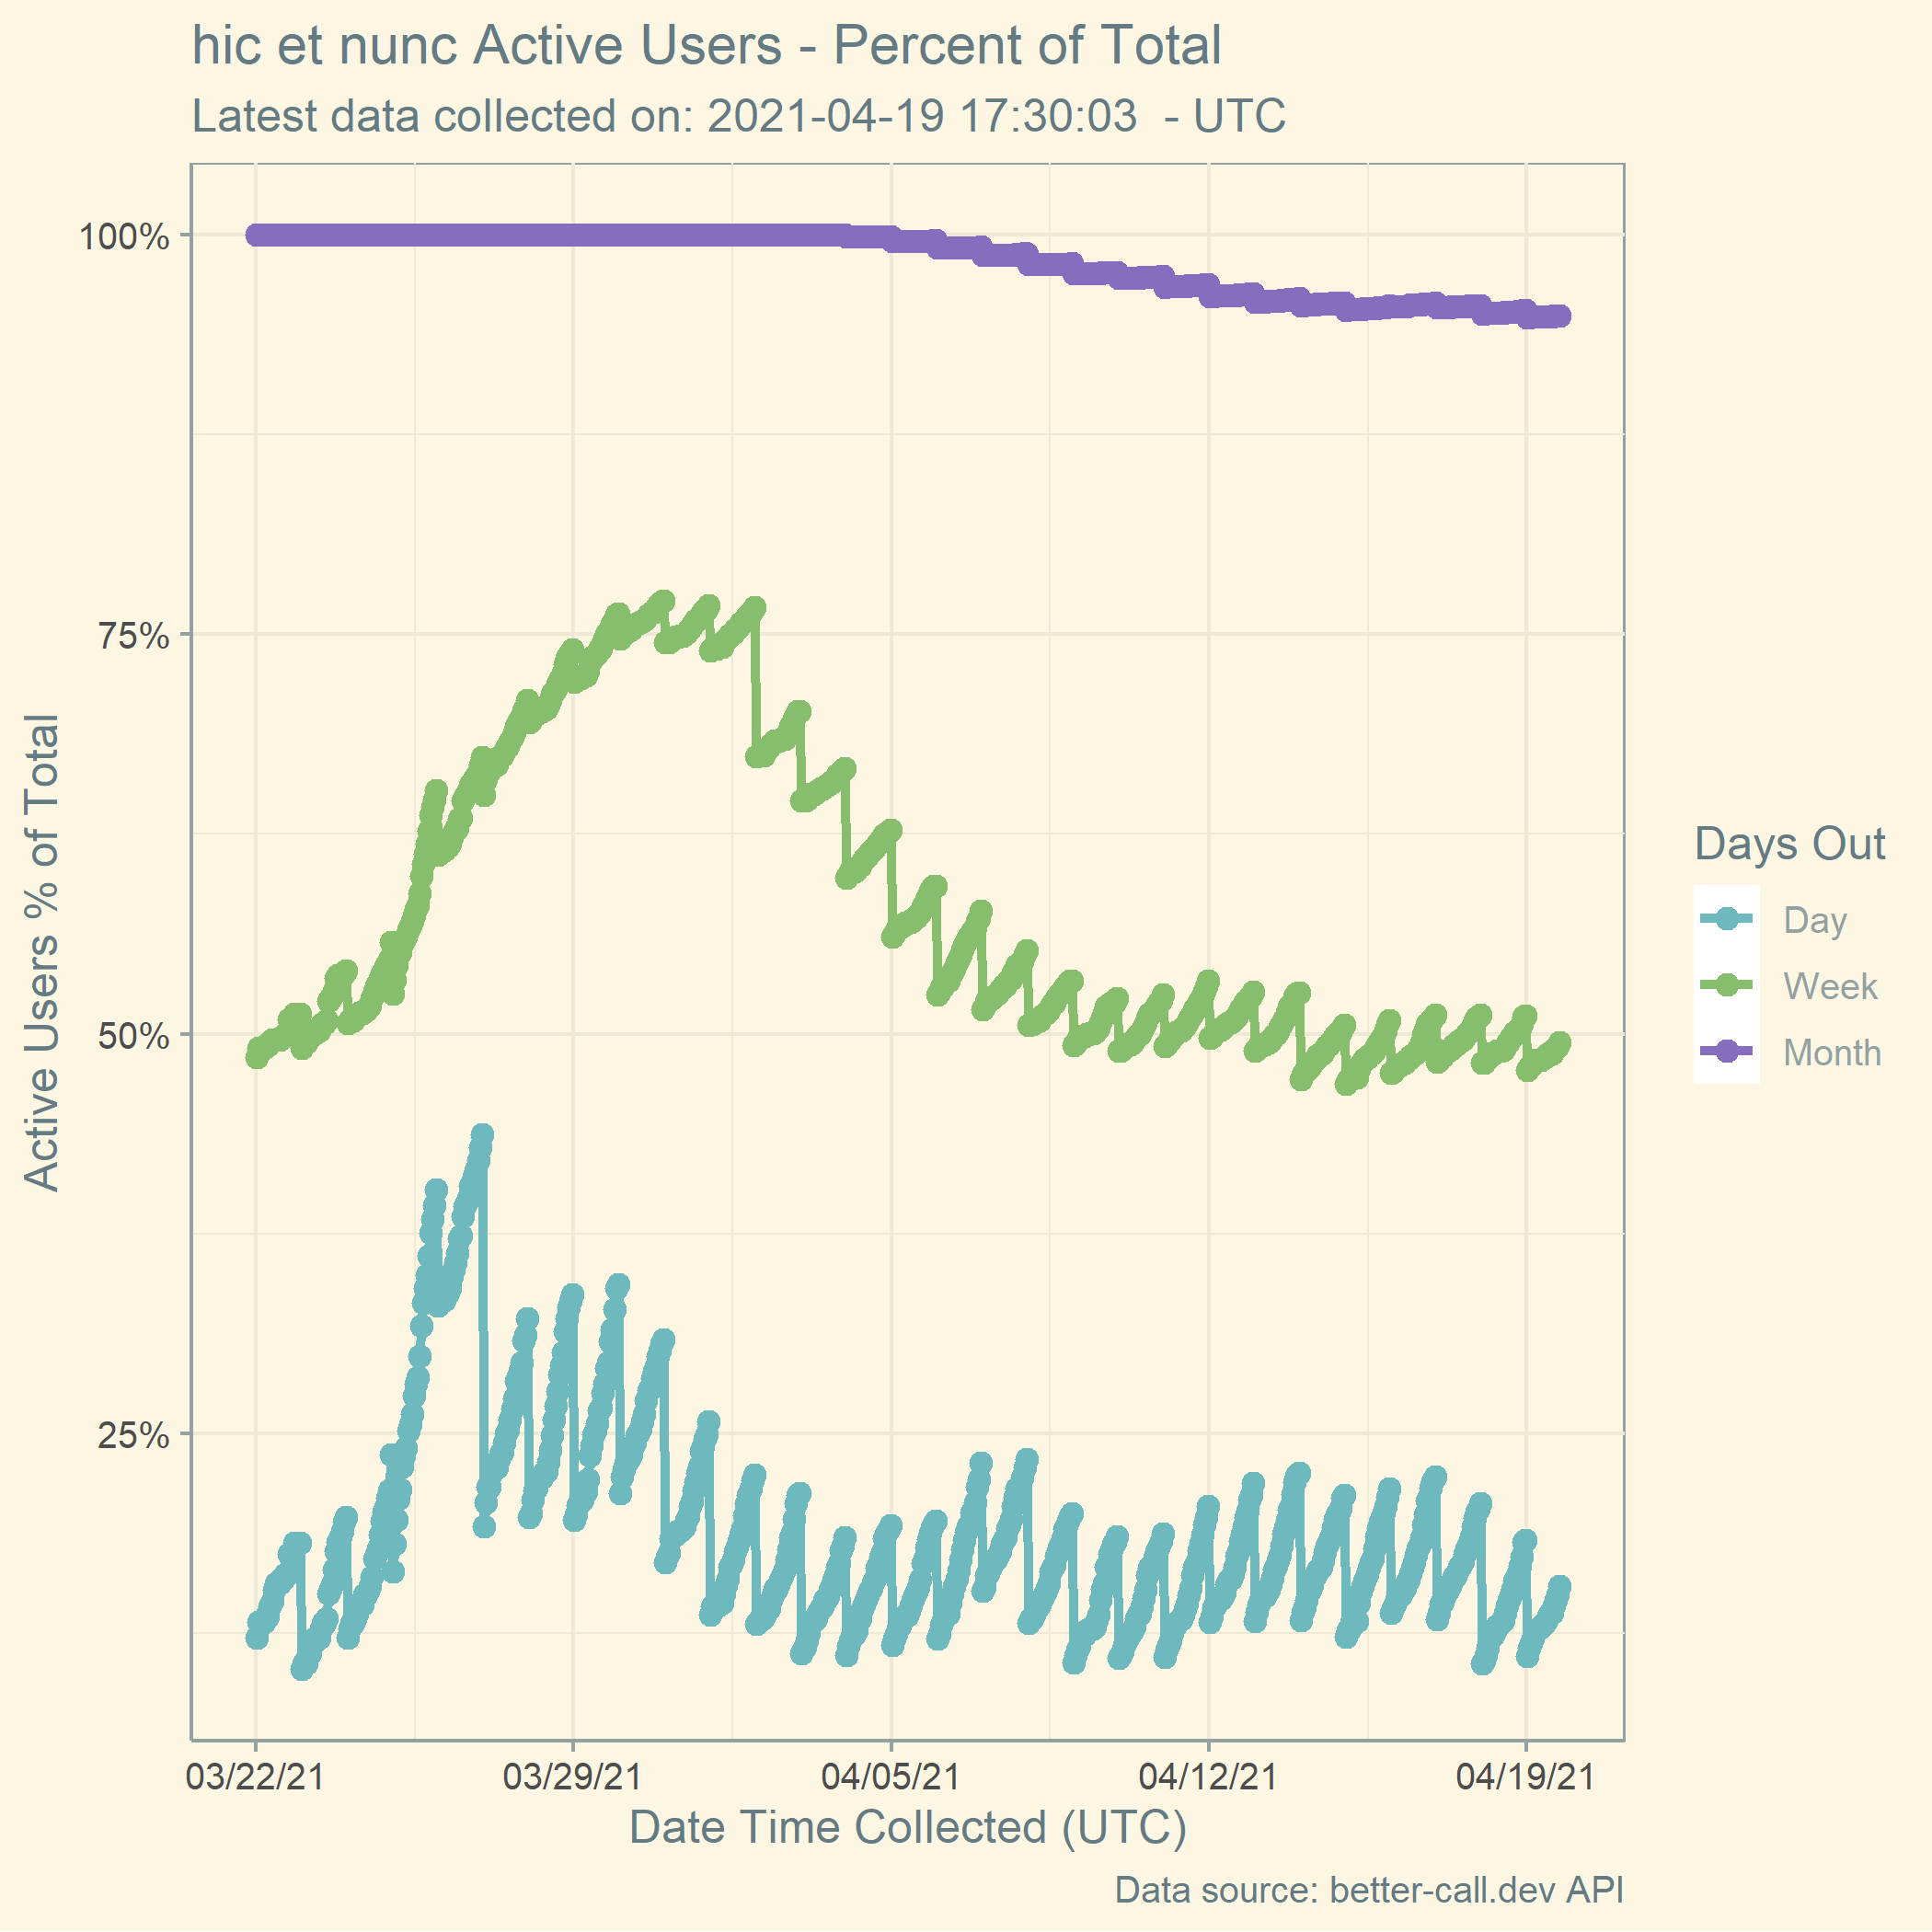 hic et nunc Active Users - Percent of Total
Latest data collected on: 2021-04-19 17:30:03  - UTC
Active Users % of Total
100%
75%
50%
25%
03/22/21
03/29/21
04/05/21
04/12/21
04/19/21
Date Time Collected (UTC)
Days Out
Day
Week
Month
Data source: better-call.dev API